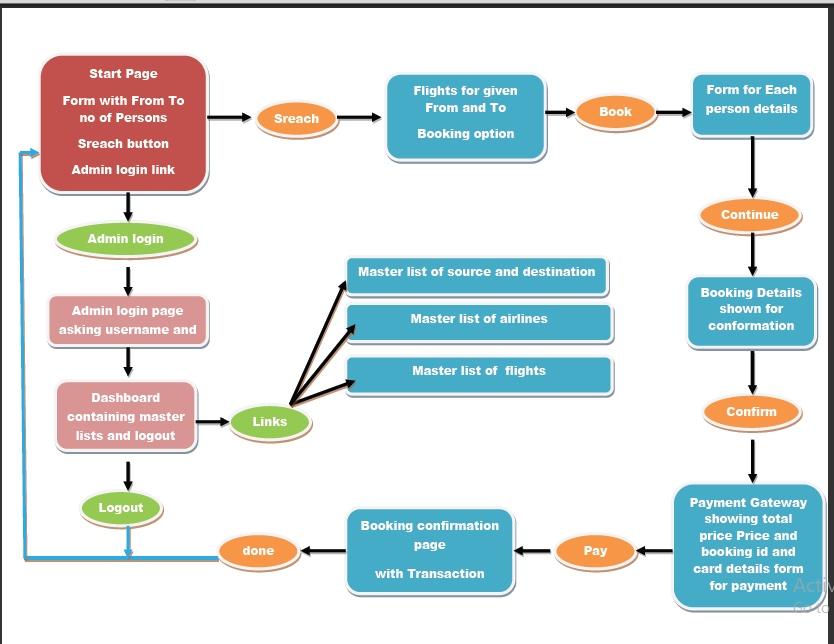 Start Page
Form with From To
no of Persons
Sreach button
Admin login link
Sreach
Flights for given
From and To
Booking option
Book
Form for Each
person details
Continue
Booking Details
shown for
conformation
Confirm
Payment Gateway
showing total
price Price and
booking id and
card details form
for payment
Pay
Booking confirmation
page
with Transaction
done
Admin login
Admin login page
asking username and
Dashboard
containing master
lists and logout
Links
Master list of source and destination
Master list of airlines
Master list of  flights
Logout
Activ
Go to